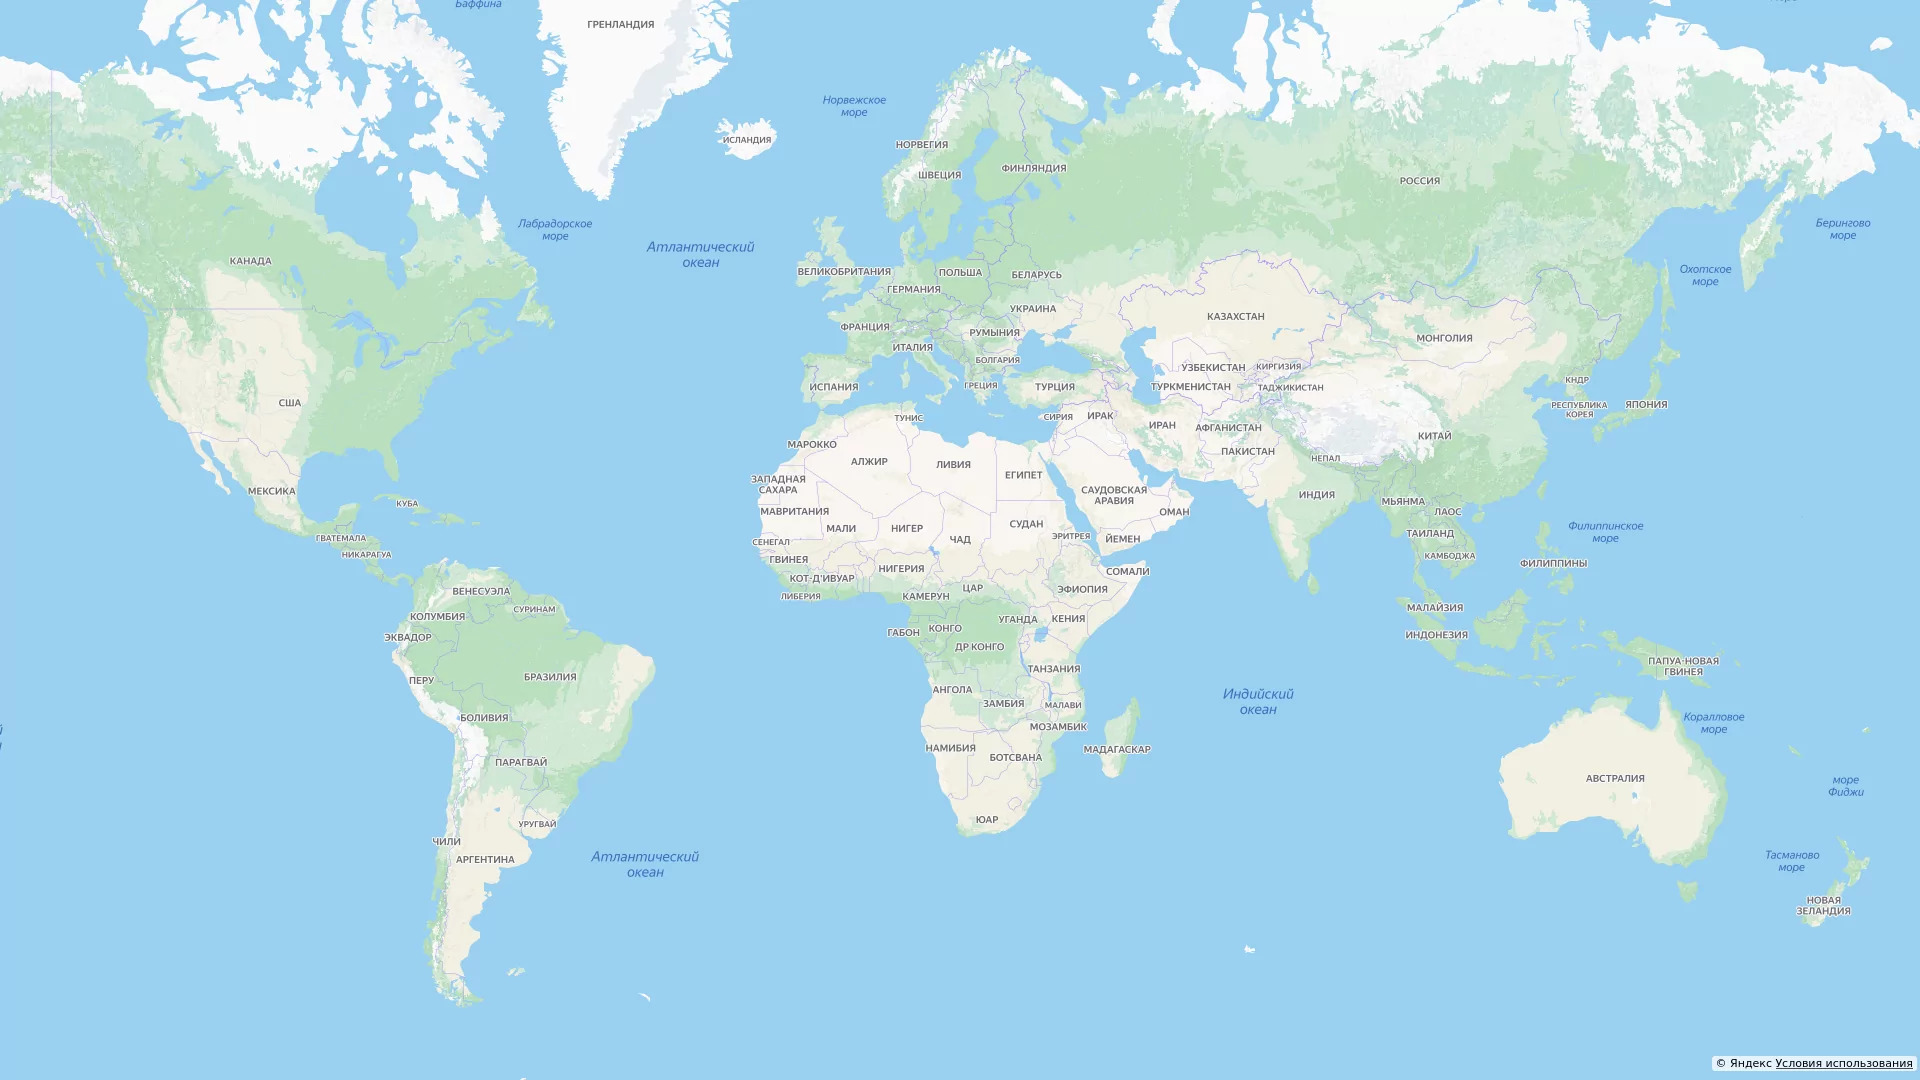 Баффина
ГРЕНЛАНДИЯ
Норвежское
море
ИСЛАНДИЯ
НОРВЕГИЯ
ФИНЛЯНДИЯ
ШВЕЦИЯ
РОССИЯ
Лабрадорское
море
Берингово
море
Атлантический
океан
КАНАДА
Охотское
море
ВЕЛИКОБРИТАНИЯ
ПОЛЬША
БЕЛАРУСЬ
ГЕРМАНИЯ
УКРАИНА
КАЗАХСТАН
ФРАНЦИЯ
РУМЫНИЯ
МОНГОЛИЯ
ИТАЛИЯ
БОЛГАРИЯ
УЗБЕКИСТАН
КИРГИЗИЯ
КНДР
ИСПАНИЯ
ГРЕЦИЯ
ТУРЦИЯ
ТУРКМЕНИСТАН
ТАДЖИКИСТАН
США
РЕСПУБЛИКА
КОРЕЯ
ЯПОНИЯ
ТУНИС
СИРИЯ
ИРАК
ИРАН
АФГАНИСТАН
КИТАЙ
МАРОККО
ПАКИСТАН
НЕПАЛ
АЛЖИР
ЛИВИЯ
ЕГИПЕТ
ЗАПАДНАЯ
САХАРА
МЕКСИКА
САУДОВСКАЯ
АРАВИЯ
ИНДИЯ
КУБА
МЬЯНМА
МАВРИТАНИЯ
ОМАН
ЛАОС
МАЛИ
НИГЕР
СУДАН
Филиппинское
море
ГВАТЕМАЛА
СЕНЕГАЛ
ЧАД
ЭРИТРЕЯ
ЙЕМЕН
ТАИЛАНД
НИКАРАГУА
ГВИНЕЯ
КАМБОДЖА
НИГЕРИЯ
СОМАЛИ
ФИЛИППИНЫ
КОТ-Д'ИВУАР
ВЕНЕСУЭЛА
ЛИБЕРИЯ
КАМЕРУН
ЦАР
ЭФИОПИЯ
СУРИНАМ
МАЛАЙЗИЯ
КОЛУМБИЯ
УГАНДА
КЕНИЯ
ЭКВАДОР
ГАБОН
КОНГО
ИНДОНЕЗИЯ
ДР КОНГО
ПАПУА-НОВАЯ
ГВИНЕЯ
ТАНЗАНИЯ
ПЕРУ
БРАЗИЛИЯ
АНГОЛА
Индийский
океан
ЗАМБИЯ
МАЛАВИ
БОЛИВИЯ
Коралловое
море
МОЗАМБИК
НАМИБИЯ
БОТСВАНА
МАДАГАСКАР
ПАРАГВАЙ
АВСТРАЛИЯ
море
Фиджи
УРУГВАЙ
ЮАР
ЧИЛИ
АРГЕНТИНА
Атлантический
океан
Тасманово
море
НОВАЯ
ЗЕЛАНДИЯ
© Яндекс Условия использования